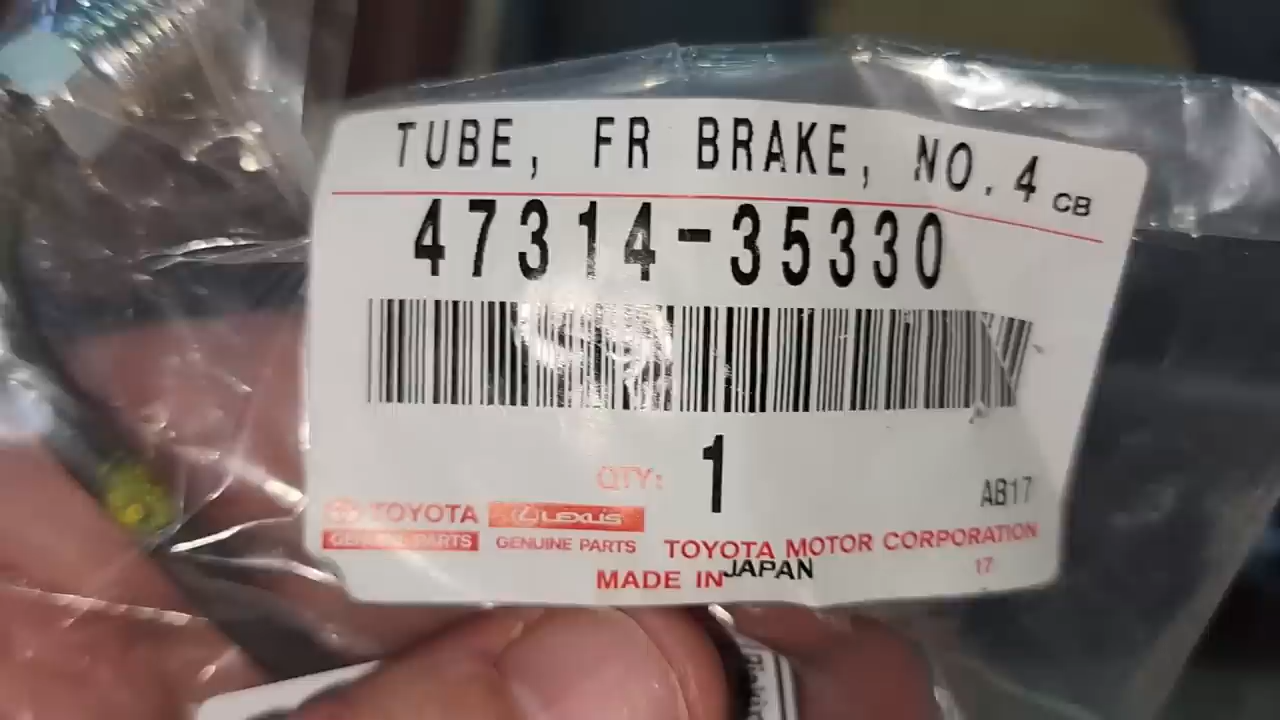 TUBE, FR BRAKE, NO.4 CB
47314-35330
QTY: 1
AB17
TOYOTA
GENUINE PARTS
LEXUS
GENUINE PARTS
TOYOTA MOTOR CORPORATION
MADE IN JAPAN
17